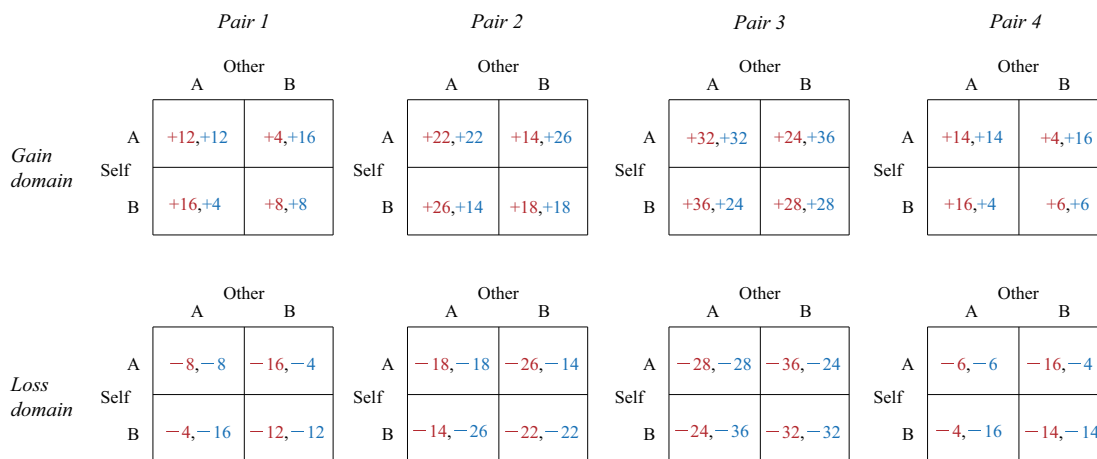 Pair 1 Pair 2 Pair 3 Pair 4
Other Other Other Other
A B A B A B A B
A +12,+12 +4,+16 A +22,+22 +14,+26 A +32,+32 +24,+36 A +14,+14 +4,+16
Gain
domain
Self Self Self Self
B +16,+4 +8,+8 B +26,+14 +18,+18 B +36,+24 +28,+28 B +16,+4 +6,+6
Other Other Other Other
A B A B A B A B
A −8,−8 −16,−4 A −18,−18 −26,−14 A −28,−28 −36,−24 A −6,−6 −16,−4
Loss
domain
Self Self Self Self
B −4,−16 −12,−12 B −14,−26 −22,−22 B −24,−36 −32,−32 B −4,−16 −14,−14